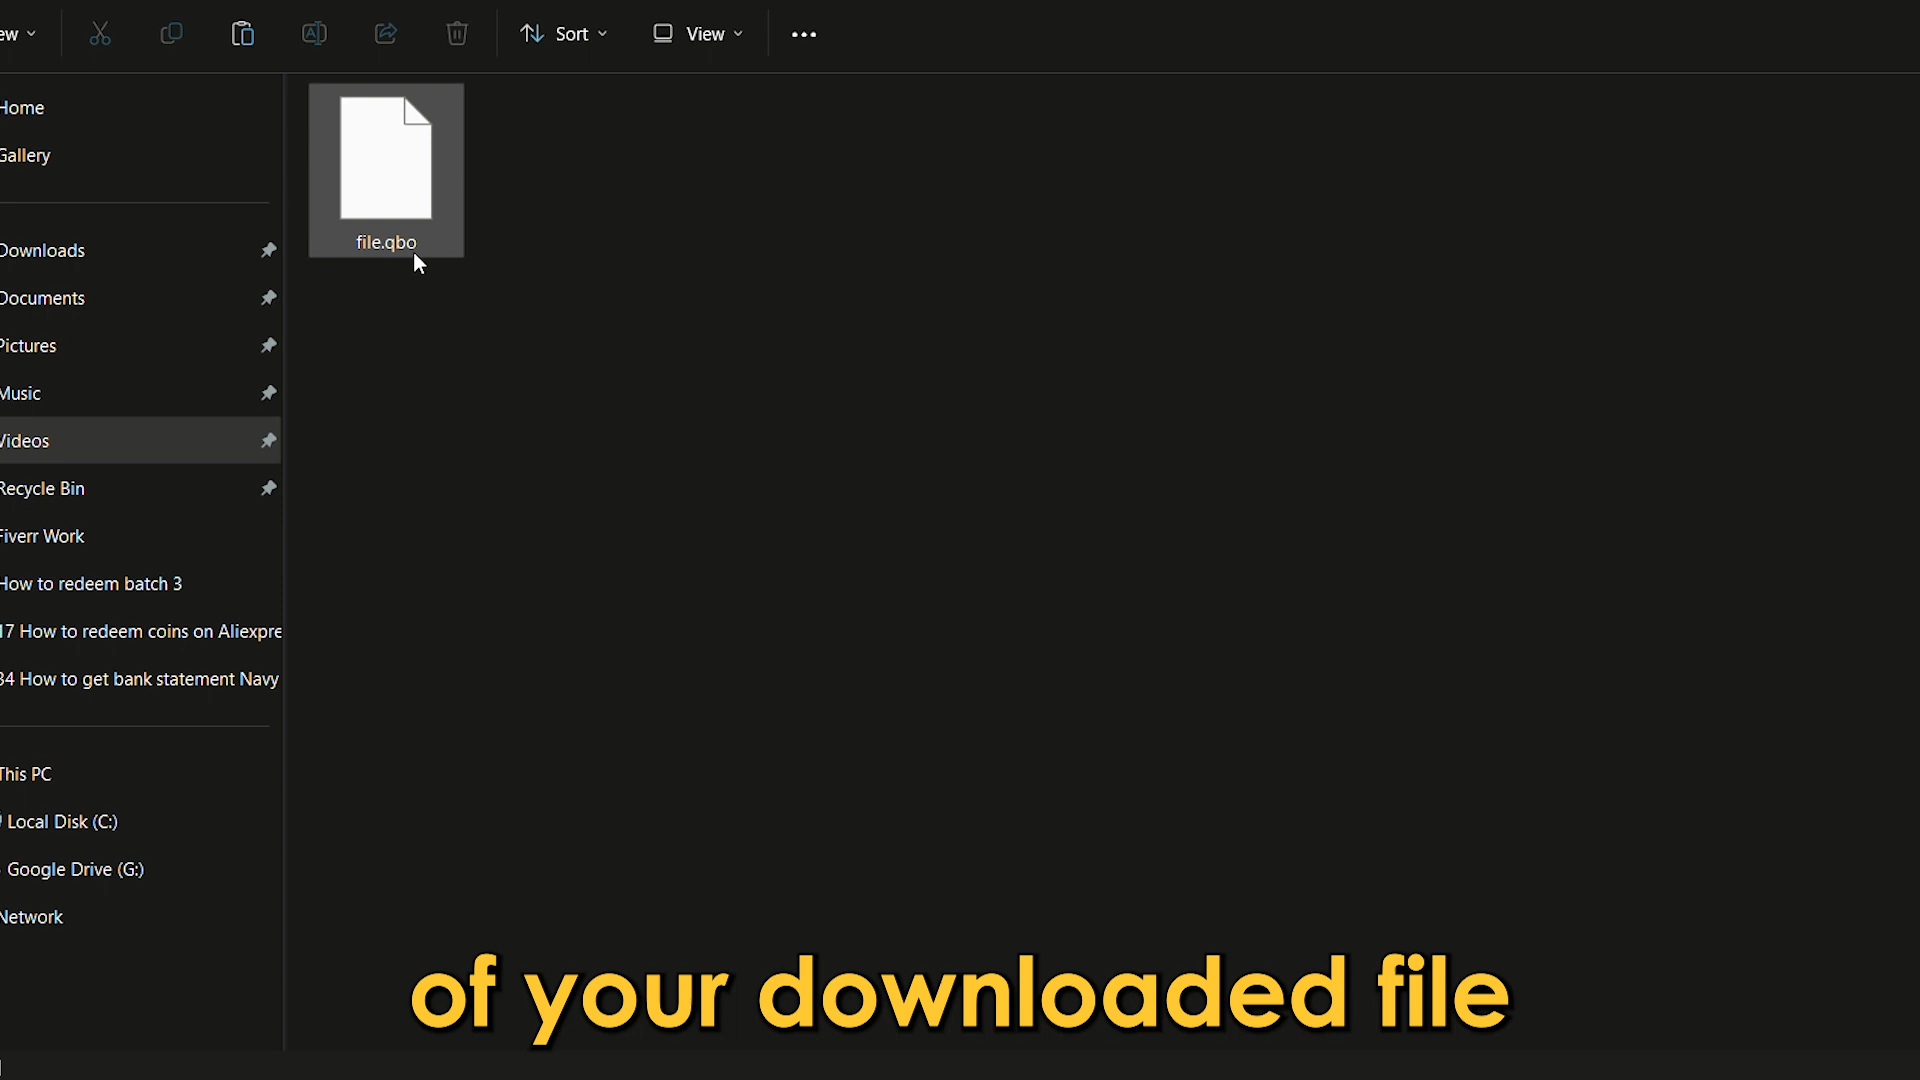 ew
Sort
View
Home
Gallery
Downloads
Documents
Pictures
Music
Videos
Recycle Bin
Fiverr Work
How to redeem batch 3
17 How to redeem coins on Aliexpre
34 How to get bank statement Navy
This PC
Local Disk (C:)
Google Drive (G:)
Network
file.qbo
of your downloaded file